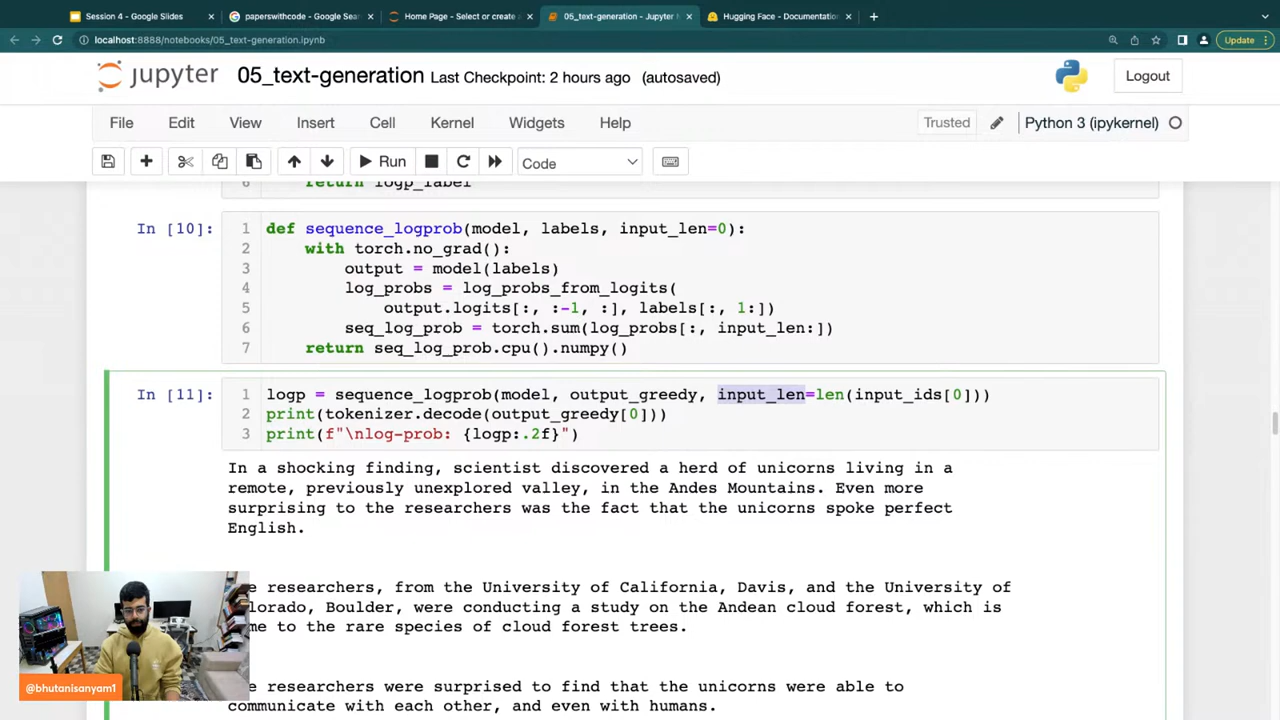 Session 4 - Google Slides
paperswithcode - Google Sea
Home Page - Select or create
05_text-generation - Jupyter
Hugging Face - Documentation
localhost:8888/notebooks/05_text-generation.ipynb
Update
jupyter 05_text-generation Last Checkpoint: 2 hours ago (autosaved)
Logout
File Edit View Insert Cell Kernel Widgets Help
Trusted
Python 3 (ipykernel)
Run
Code
6 return logp_label
In [10]:
1 def sequence_logprob(model, labels, input_len=0):
2 with torch.no_grad():
3 output = model(labels)
4 log_probs = log_probs_from_logits(
5 output.logits[:, :-1, :], labels[:, 1:])
6 seq_log_prob = torch.sum(log_probs[:, input_len:])
7 return seq_log_prob.cpu().numpy()
In [11]:
1 logp = sequence_logprob(model, output_greedy, input_len=len(input_ids[0]))
2 print(tokenizer.decode(output_greedy[0]))
3 print(f"\nlog-prob: {logp:.2f}")
In a shocking finding, scientist discovered a herd of unicorns living in a
remote, previously unexplored valley, in the Andes Mountains. Even more
surprising to the researchers was the fact that the unicorns spoke perfect
English.
e researchers, from the University of California, Davis, and the University of
lorado, Boulder, were conducting a study on the Andean cloud forest, which is
me to the rare species of cloud forest trees.
e researchers were surprised to find that the unicorns were able to
communicate with each other, and even with humans.
@bhutanisanyam1